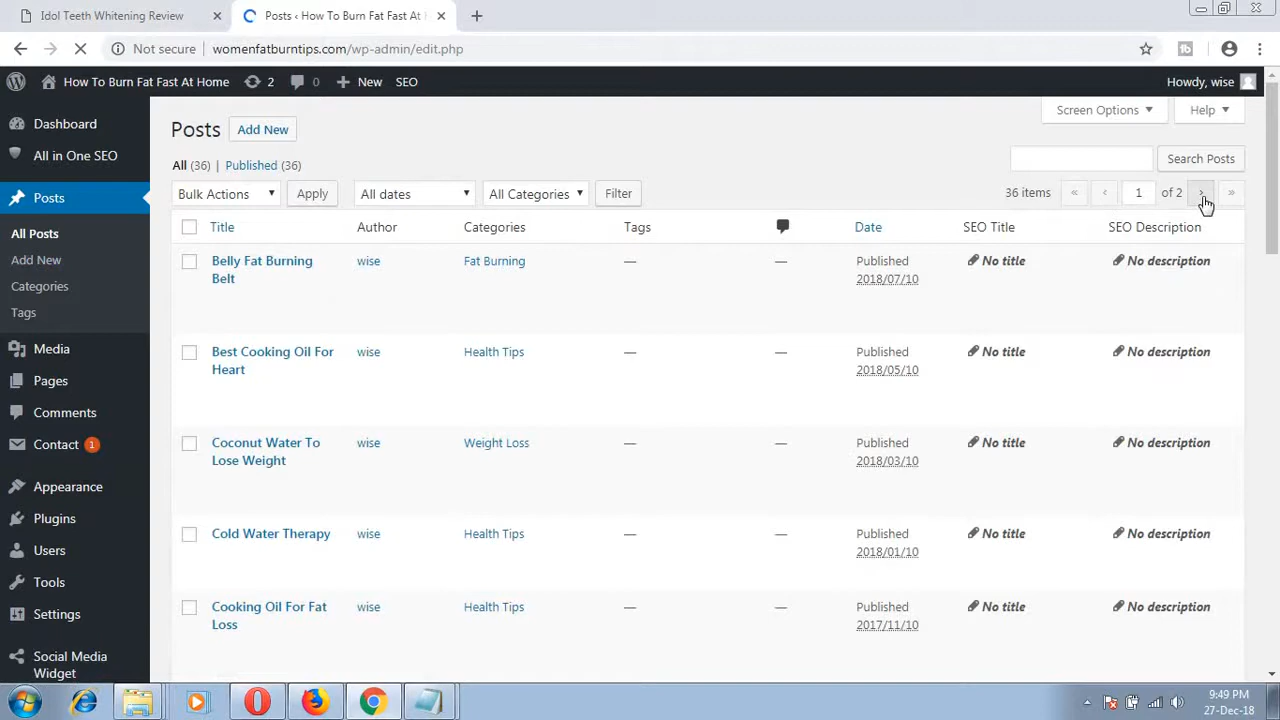 Idol Teeth Whitening Review
Posts ‹ How To Burn Fat Fast At H
Not secure womenfatburntips.com/wp-admin/edit.php
How To Burn Fat Fast At Home 2 0 New SEO Howdy, wise
Dashboard
All in One SEO
Posts
All Posts
Add New
Categories
Tags
Media
Pages
Comments
Contact 1
Appearance
Plugins
Users
Tools
Settings
Social Media
Widget
Screen Options Help
Posts Add New
All (36) | Published (36)
Search Posts
Bulk Actions Apply All dates All Categories Filter 36 items « ‹ 1 of 2 › »
Title Author Categories Tags Date SEO Title SEO Description
Belly Fat Burning
Belt
wise Fat Burning — — Published
2018/07/10
No title No description
Best Cooking Oil For
Heart
wise Health Tips — — Published
2018/05/10
No title No description
Coconut Water To
Lose Weight
wise Weight Loss — — Published
2018/03/10
No title No description
Cold Water Therapy wise Health Tips — — Published
2018/01/10
No title No description
Cooking Oil For Fat
Loss
wise Health Tips — — Published
2017/11/10
No title No description
9:49 PM
27-Dec-18